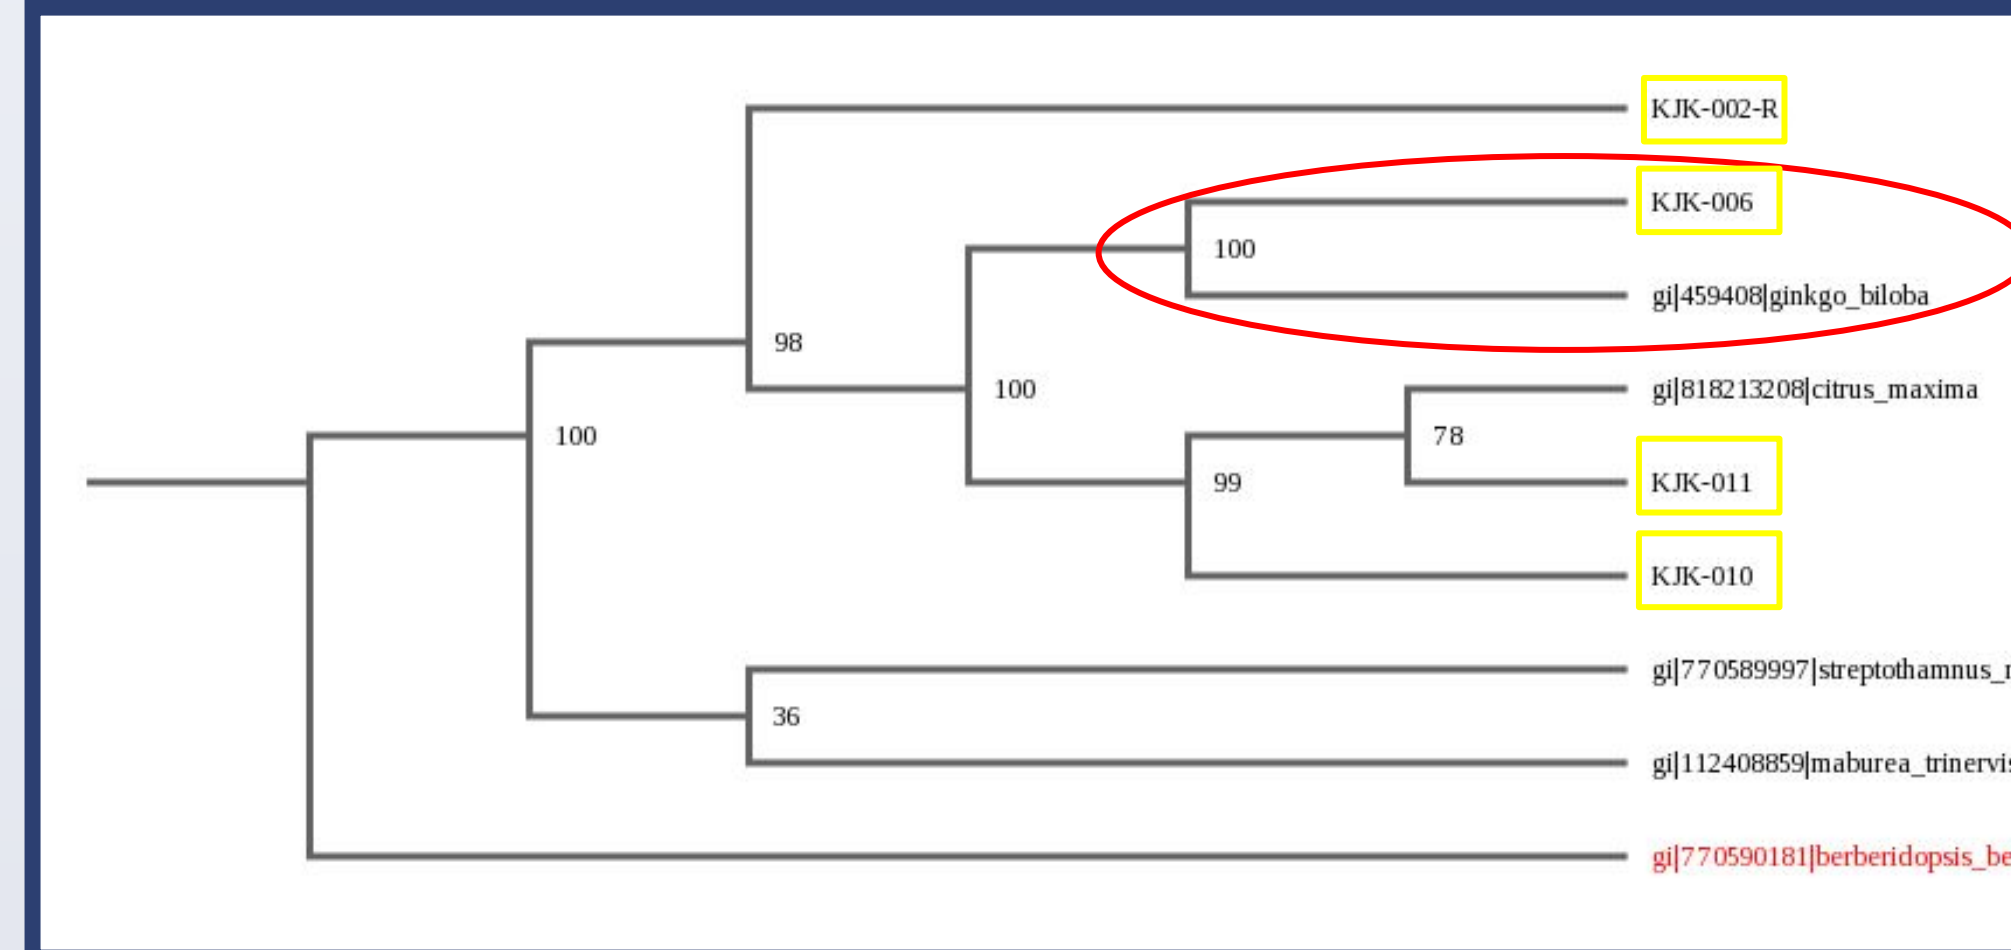 KJK-002-R
KJK-006
100
gi|459408|ginkgo_biloba
98
100
gi|818213208|citrus_maxima
100
78
99
KJK-011
KJK-010
gi|770589997|streptothamnus_
36
gi|112408859|maburea_trinervis
gi|770590181|berberidopsis_be